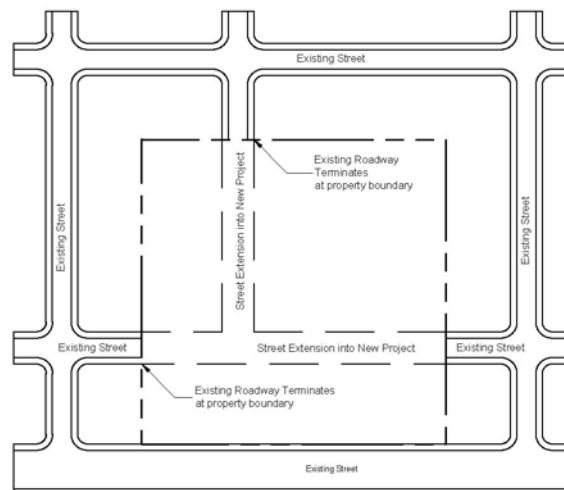 Existing Street
Existing Roadway
Terminates
at property boundary
Street Extension into New Project
Existing Street
Existing Street
Existing Street
Street Extension into New Project
Existing Street
Existing Roadway Terminates
at property boundary
Existing Street